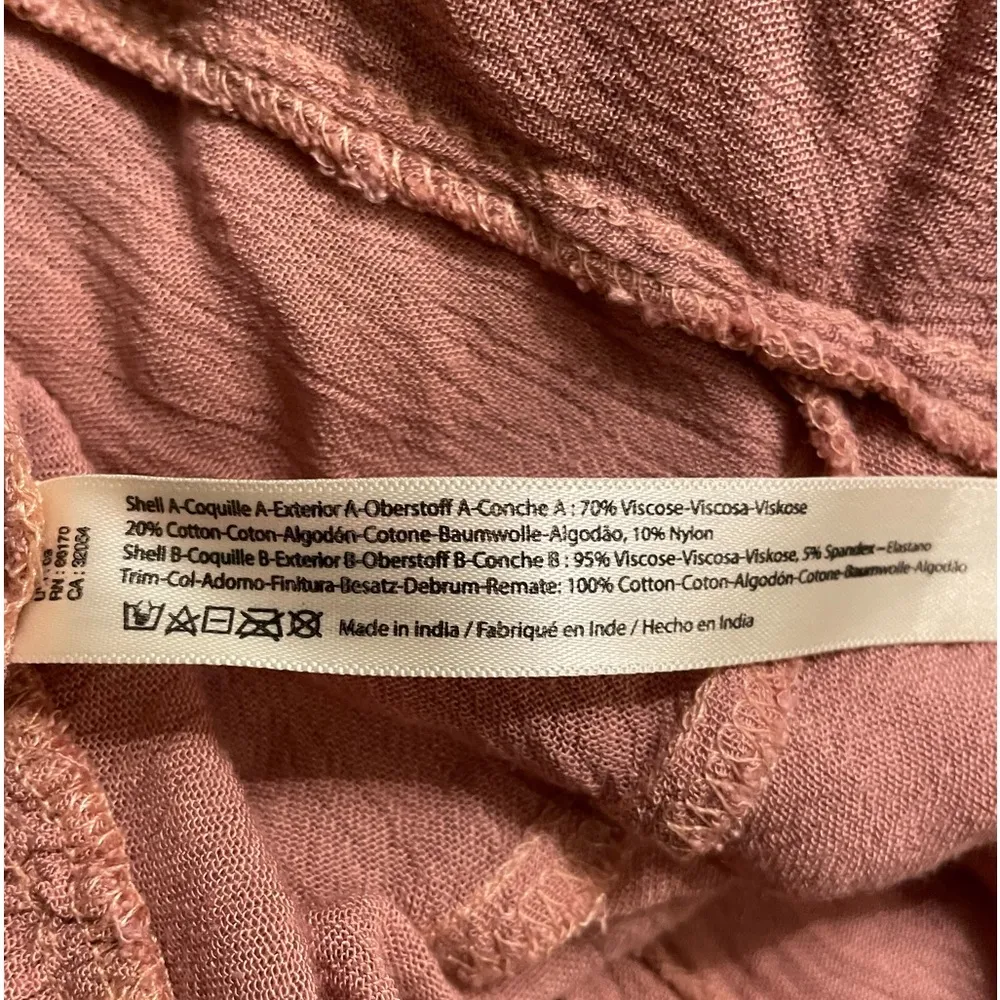 Shell A-Coquille A-Exterior A-Oberstoff A-Conche A : 70% Viscose-Viscosa-Viskose
20% Cotton-Coton-Algodón-Cotone-Baumwolle-Algodão, 10% Nylon
Shell B-Coquille B-Exterior B-Oberstoff B-Conche B : 95% Viscose-Viscosa-Viskose, 5% Spandex – Elastano
Trim-Col-Adorno-Finitura-Besatz-Debrum-Remate: 100% Cotton-Coton-Algodón-Cotone-Baumwolle-Algodão
Made in India / Fabriqué en Inde / Hecho en India
RN :
CA :